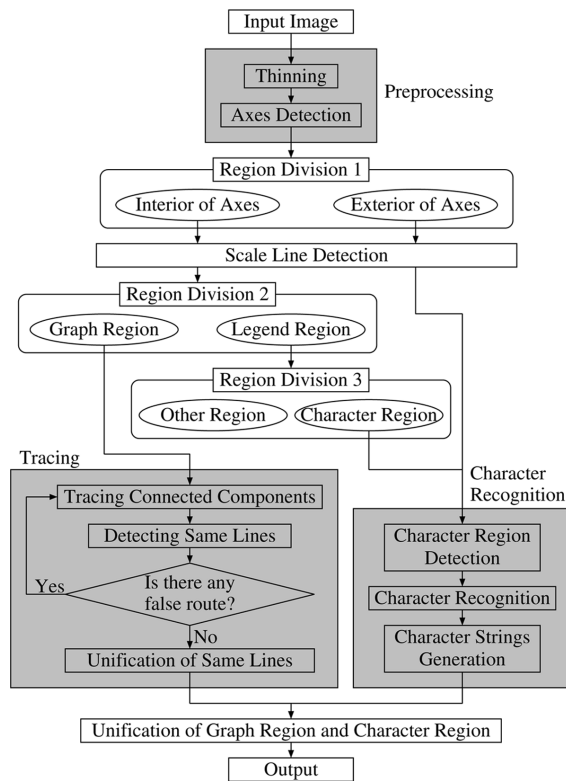 Input Image
Thinning
Preprocessing
Axes Detection
Region Division 1
Interior of Axes
Exterior of Axes
Scale Line Detection
Region Division 2
Graph Region
Legend Region
Region Division 3
Other Region
Character Region
Tracing
Character
Recognition
Tracing Connected Components
Detecting Same Lines
Yes
Is there any
false route?
No
Unification of Same Lines
Character Region
Detection
Character Recognition
Character Strings
Generation
Unification of Graph Region and Character Region
Output